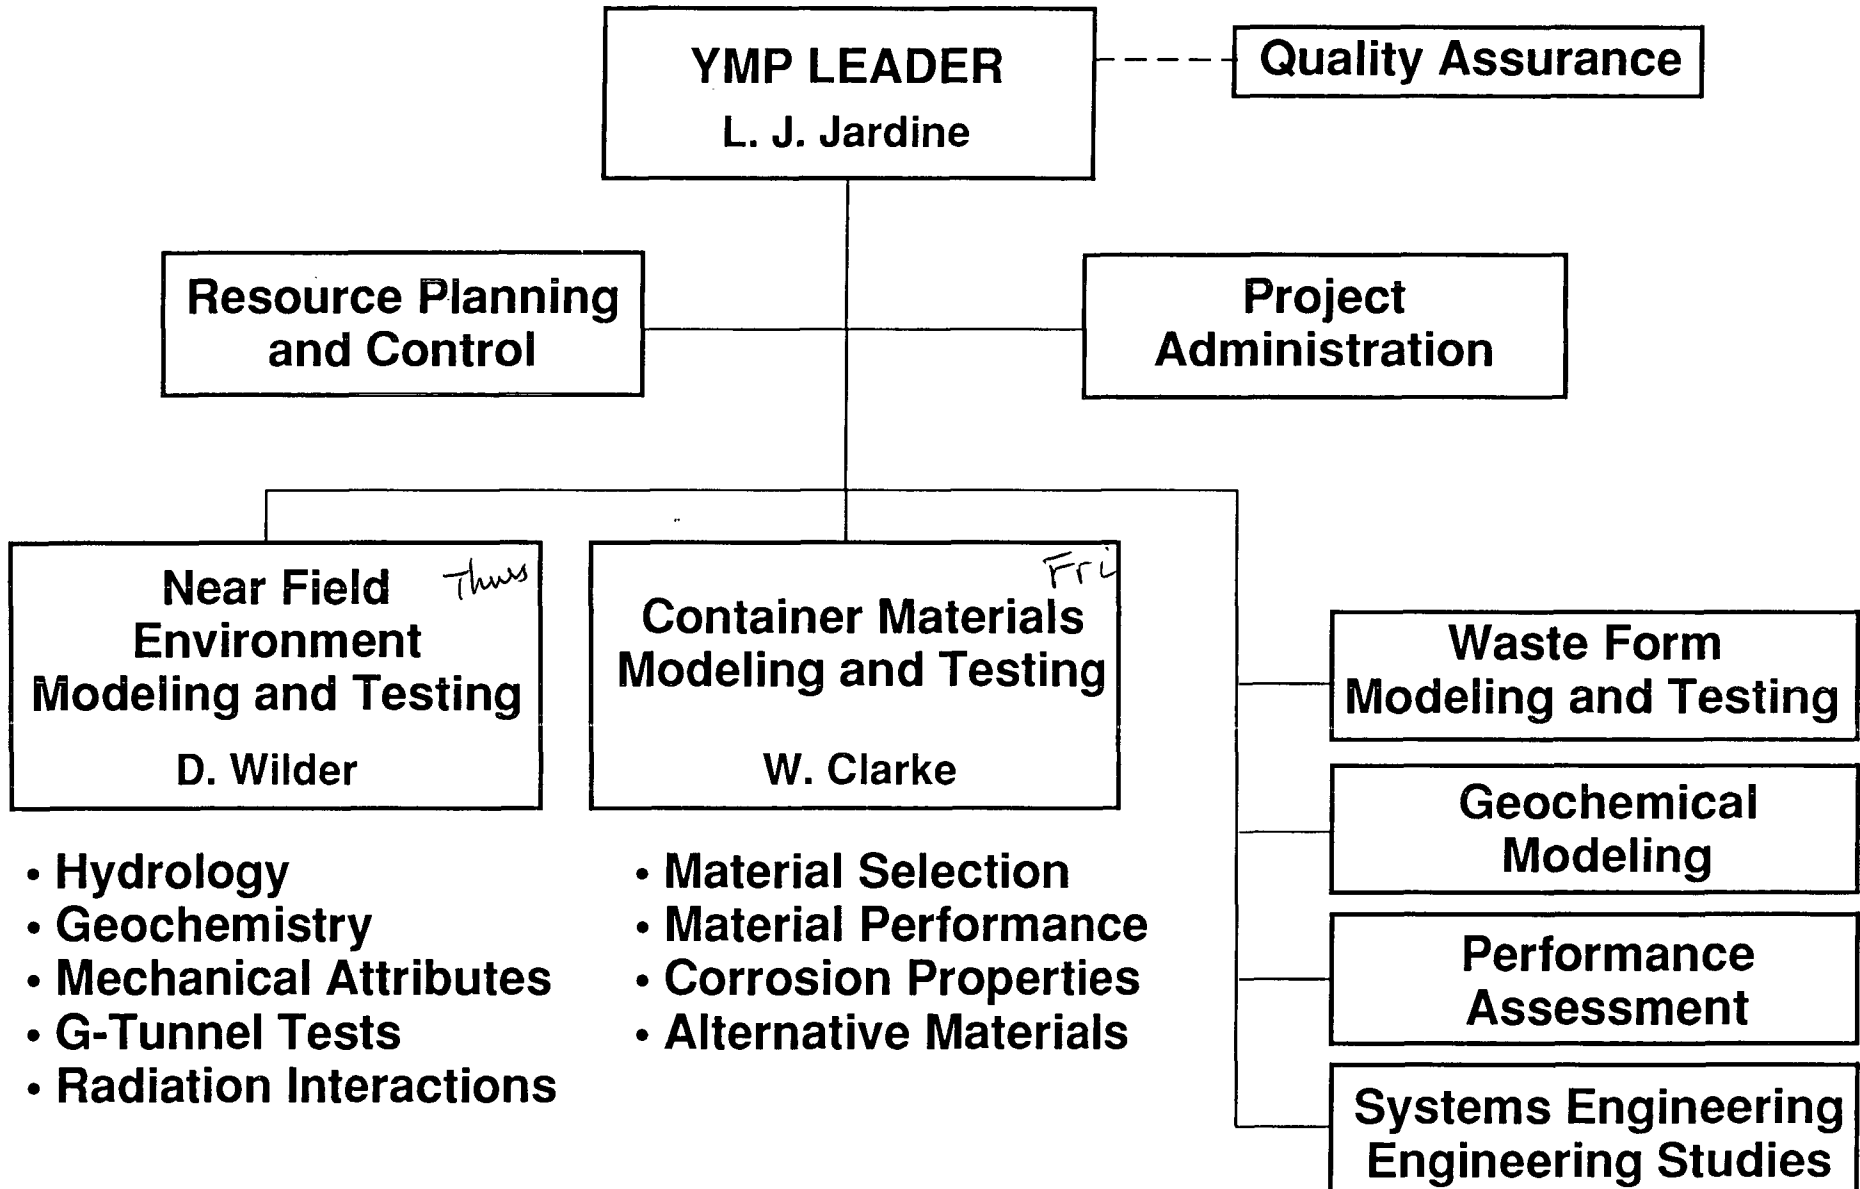 YMP LEADER
L. J. Jardine
Quality Assurance
Resource Planning
and Control
Project
Administration
Near Field
Environment
Modeling and Testing
D. Wilder
Thurs
Container Materials
Modeling and Testing
W. Clarke
Fri
• Hydrology
• Geochemistry
• Mechanical Attributes
• G-Tunnel Tests
• Radiation Interactions
• Material Selection
• Material Performance
• Corrosion Properties
• Alternative Materials
Waste Form
Modeling and Testing
Geochemical
Modeling
Performance
Assessment
Systems Engineering
Engineering Studies